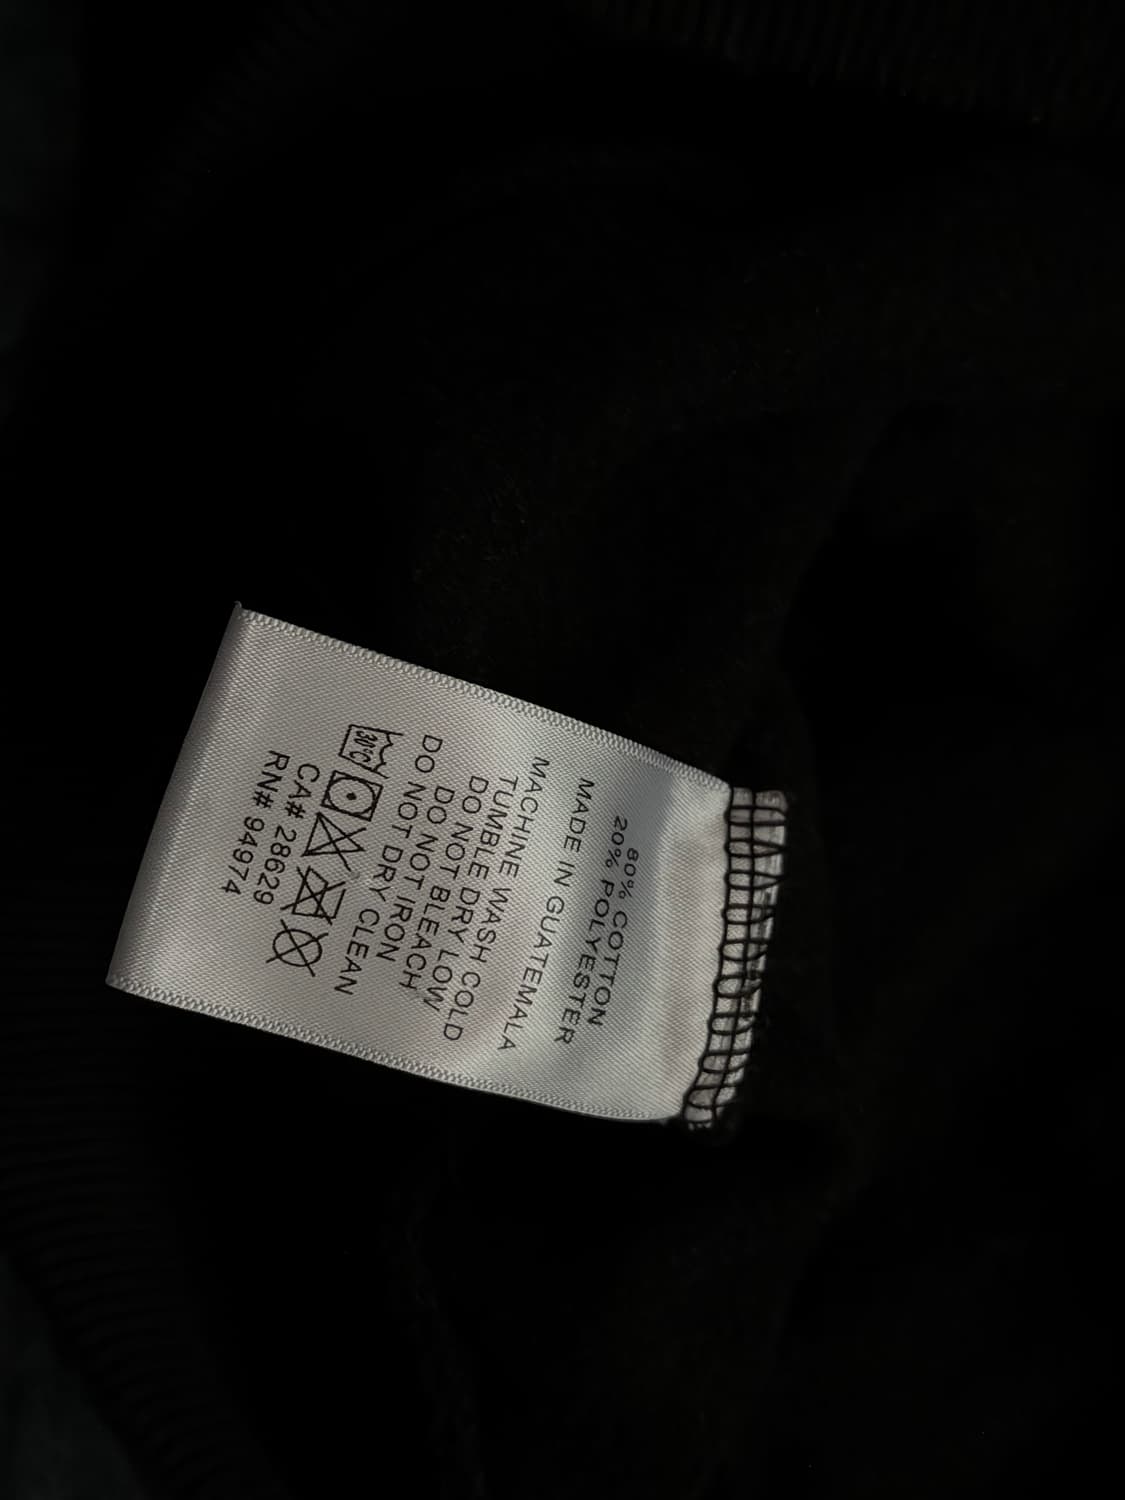 80% COTTON
20% POLYESTER
MADE IN GUATEMALA
MACHINE WASH COLD
TUMBLE DRY LOW
DO NOT BLEACH
DO NOT IRON
DO NOT DRY CLEAN
30°C
CA# 28629
RN# 94974